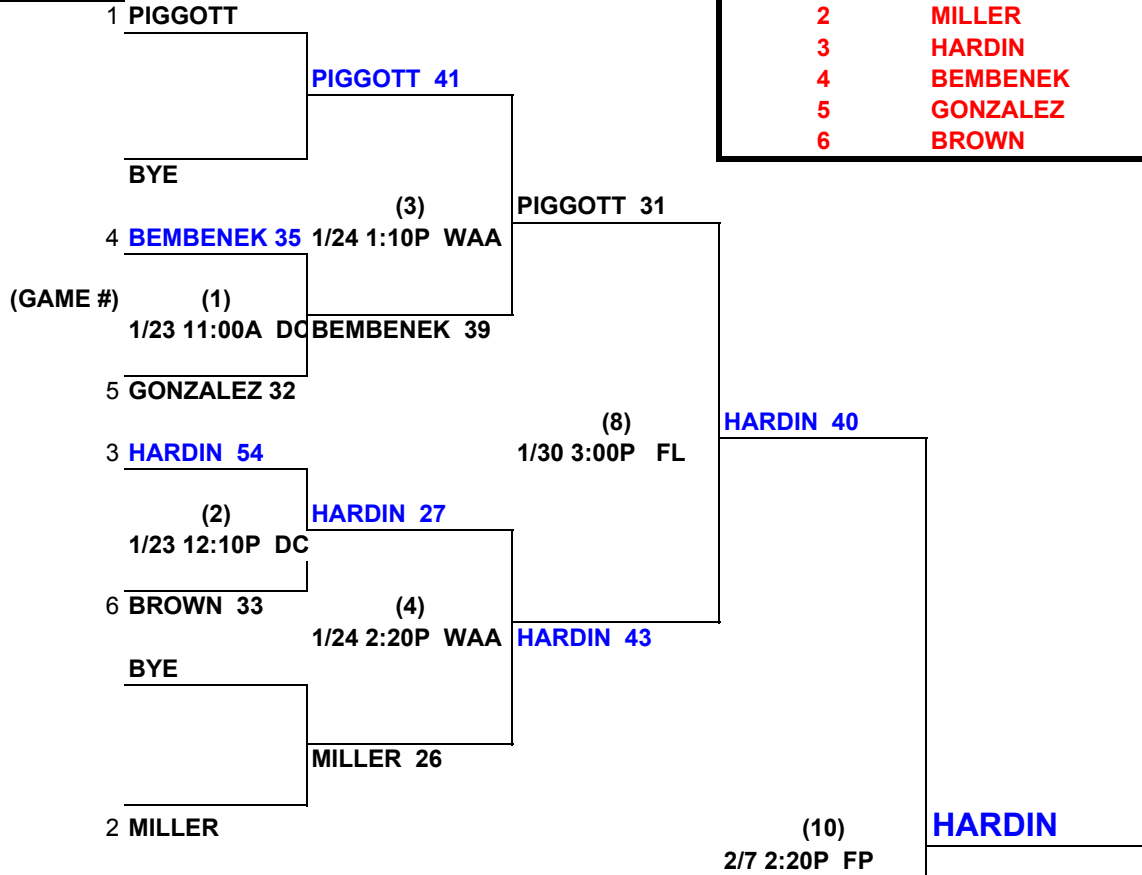 1 PIGGOTT
2 MILLER
3 HARDIN
4 BEMBENEK
5 GONZALEZ
6 BROWN
PIGGOTT 41
BYE
(3)
1/24 1:10P WAA
PIGGOTT 31
4 BEMBENEK 35
(GAME #) (1)
1/23 11:00A DC
BEMBENEK 39
5 GONZALEZ 32
(8)
1/30 3:00P FL
HARDIN 40
3 HARDIN 54
(2)
1/23 12:10P DC
HARDIN 27
6 BROWN 33
(4)
1/24 2:20P WAA
HARDIN 43
BYE
MILLER 26
2 MILLER
(10)
2/7 2:20P FP
HARDIN